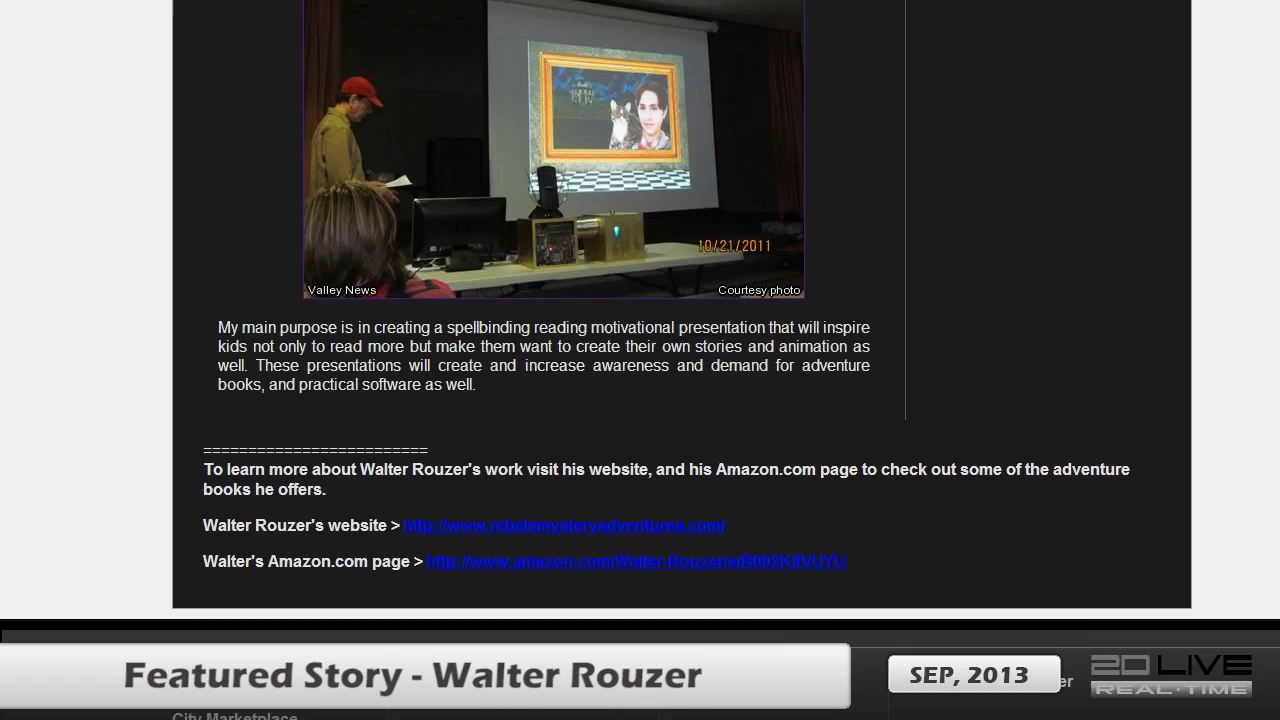 10/21/2011
Valley News
Courtesy photo
My main purpose is in creating a spellbinding reading motivational presentation that will inspire
kids not only to read more but make them want to create their own stories and animation as
well. These presentations will create and increase awareness and demand for adventure
books, and practical software as well.
=========================
To learn more about Walter Rouzer's work visit his website, and his Amazon.com page to check out some of the adventure
books he offers.
Walter Rouzer's website > http://www.rebelsmysteryadventures.com/
Walter's Amazon.com page >
Featured Story - Walter Rouzer
SEP, 2013
2D LIVE
REAL·TIME
City Marketplace